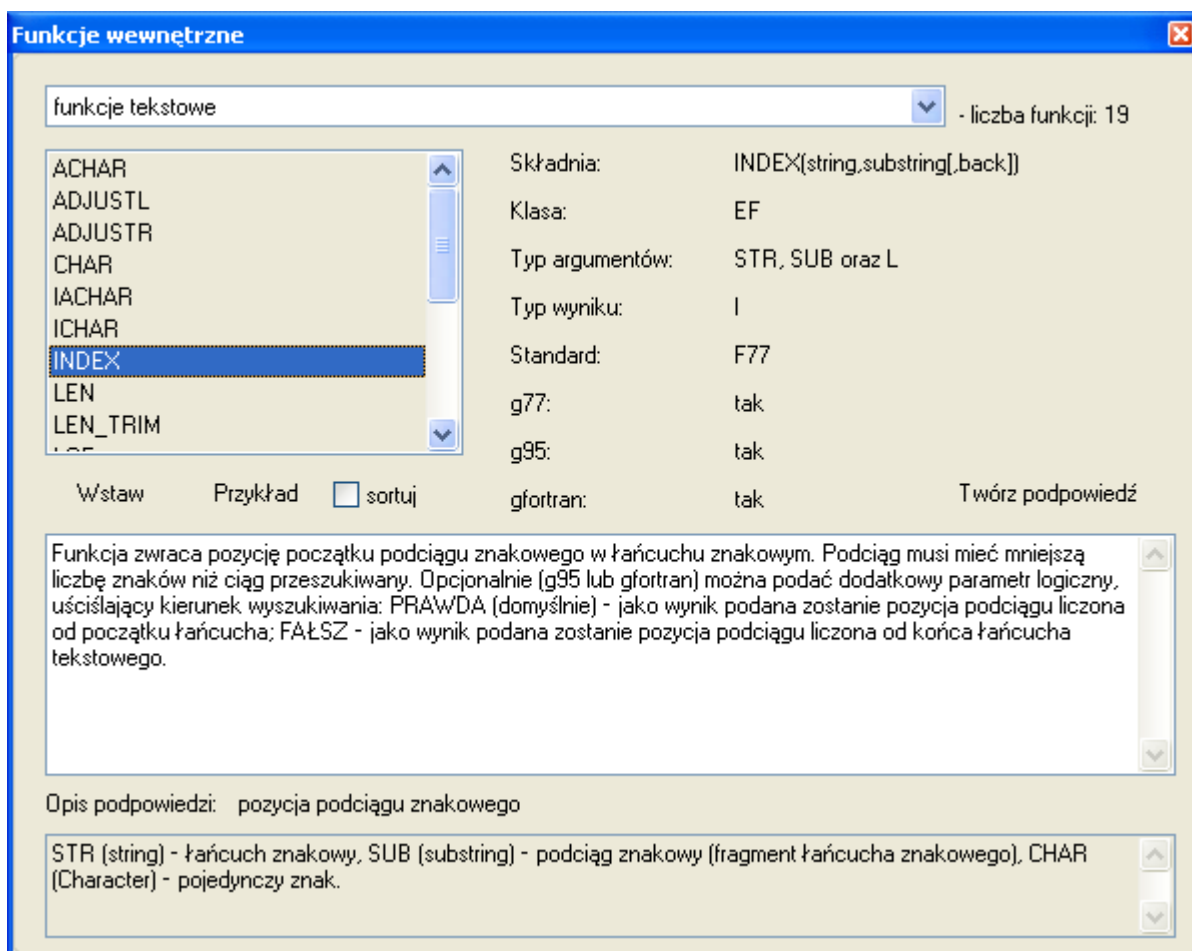 Funkcje wewnętrzne
funkcje tekstowe
- liczba funkcji: 19
ACHAR
ADJUSTL
ADJUSTR
CHAR
IACHAR
ICHAR
INDEX
LEN
LEN_TRIM
Składnia: INDEX(string,substring[,back])
Klasa: EF
Typ argumentów: STR, SUB oraz L
Typ wyniku: I
Standard: F77
g77: tak
g95: tak
gfortran: tak
Wstaw Przykład sortuj
Twórz podpowiedź
Funkcja zwraca pozycję początku podciągu znakowego w łańcuchu znakowym. Podciąg musi mieć mniejszą
liczbę znaków niż ciąg przeszukiwany. Opcjonalnie (g95 lub gfortran) można podać dodatkowy parametr logiczny,
uściślający kierunek wyszukiwania: PRAWDA (domyślnie) - jako wynik podana zostanie pozycja podciągu liczona
od początku łańcucha; FAŁSZ - jako wynik podana zostanie pozycja podciągu liczona od końca łańcucha
tekstowego.
Opis podpowiedzi: pozycja podciągu znakowego
STR (string) - łańcuch znakowy, SUB (substring) - podciąg znakowy (fragment łańcucha znakowego), CHAR
(Character) - pojedynczy znak.